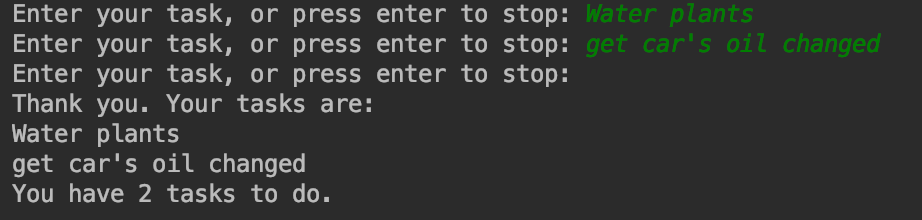 Enter your task, or press enter to stop: Water plants
Enter your task, or press enter to stop: get car's oil changed
Enter your task, or press enter to stop:
Thank you. Your tasks are:
Water plants
get car's oil changed
You have 2 tasks to do.